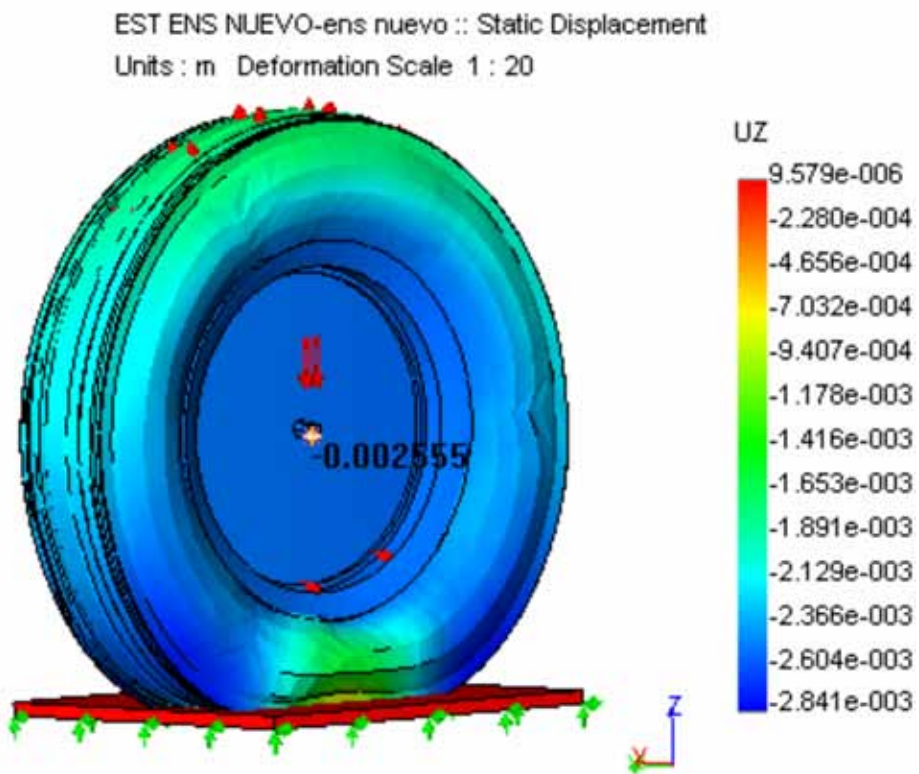 EST ENS NUEVO-ens nuevo :: Static Displacement
Units : m Deformation Scale 1 : 20
UZ
9.579e-006
-2.280e-004
-4.656e-004
-7.032e-004
-9.407e-004
-1.178e-003
-1.416e-003
-1.653e-003
-1.891e-003
-2.129e-003
-2.366e-003
-2.604e-003
-2.841e-003
-0.002555
Z